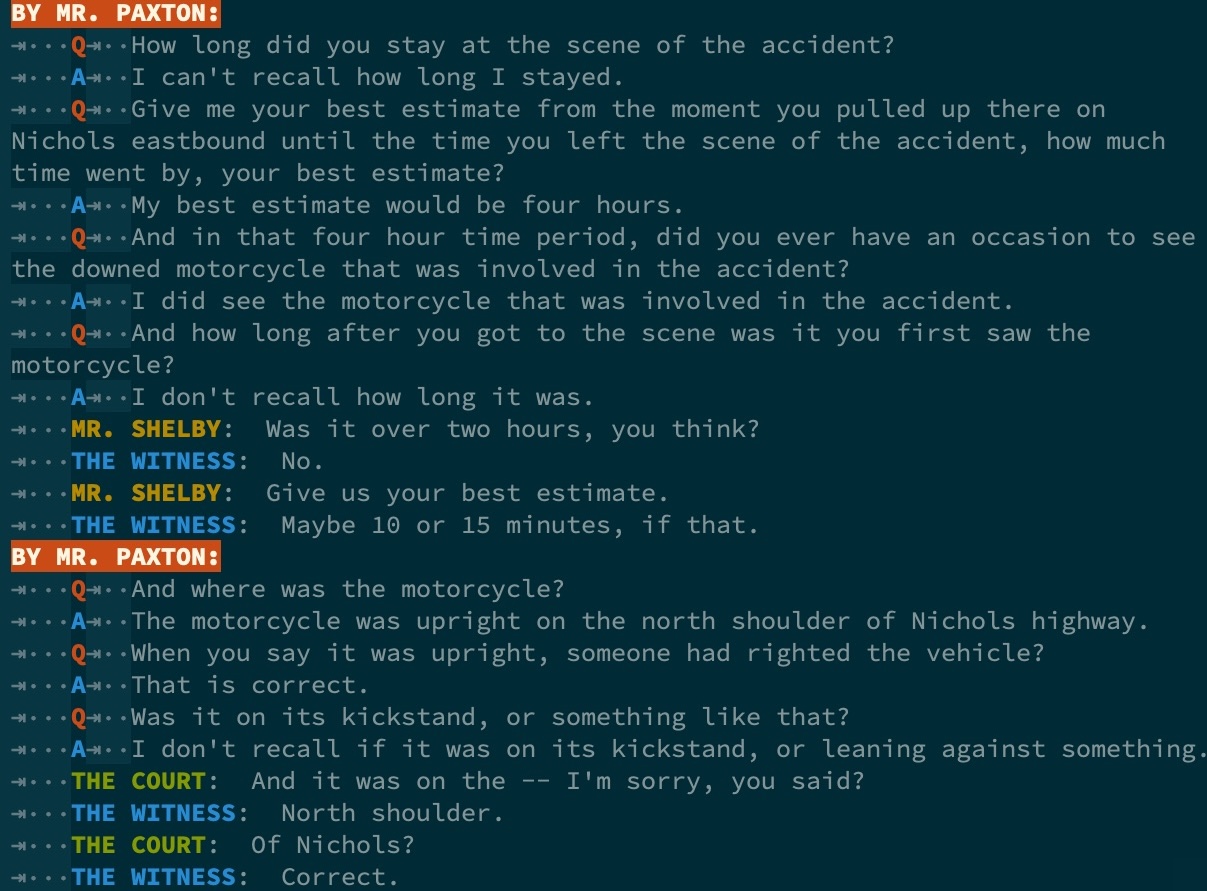 BY MR. PAXTON:
⇥···Q⇥··How long did you stay at the scene of the accident?
⇥···A⇥··I can't recall how long I stayed.
⇥···Q⇥··Give me your best estimate from the moment you pulled up there on
Nichols eastbound until the time you left the scene of the accident, how much
time went by, your best estimate?
⇥···A⇥··My best estimate would be four hours.
⇥···Q⇥··And in that four hour time period, did you ever have an occasion to see
the downed motorcycle that was involved in the accident?
⇥···A⇥··I did see the motorcycle that was involved in the accident.
⇥···Q⇥··And how long after you got to the scene was it you first saw the
motorcycle?
⇥···A⇥··I don't recall how long it was.
⇥···MR. SHELBY:  Was it over two hours, you think?
⇥···THE WITNESS:  No.
⇥···MR. SHELBY:  Give us your best estimate.
⇥···THE WITNESS:  Maybe 10 or 15 minutes, if that.
BY MR. PAXTON:
⇥···Q⇥··And where was the motorcycle?
⇥···A⇥··The motorcycle was upright on the north shoulder of Nichols highway.
⇥···Q⇥··When you say it was upright, someone had righted the vehicle?
⇥···A⇥··That is correct.
⇥···Q⇥··Was it on its kickstand, or something like that?
⇥···A⇥··I don't recall if it was on its kickstand, or leaning against something.
⇥···THE COURT:  And it was on the -- I'm sorry, you said?
⇥···THE WITNESS:  North shoulder.
⇥···THE COURT:  Of Nichols?
⇥···THE WITNESS:  Correct.